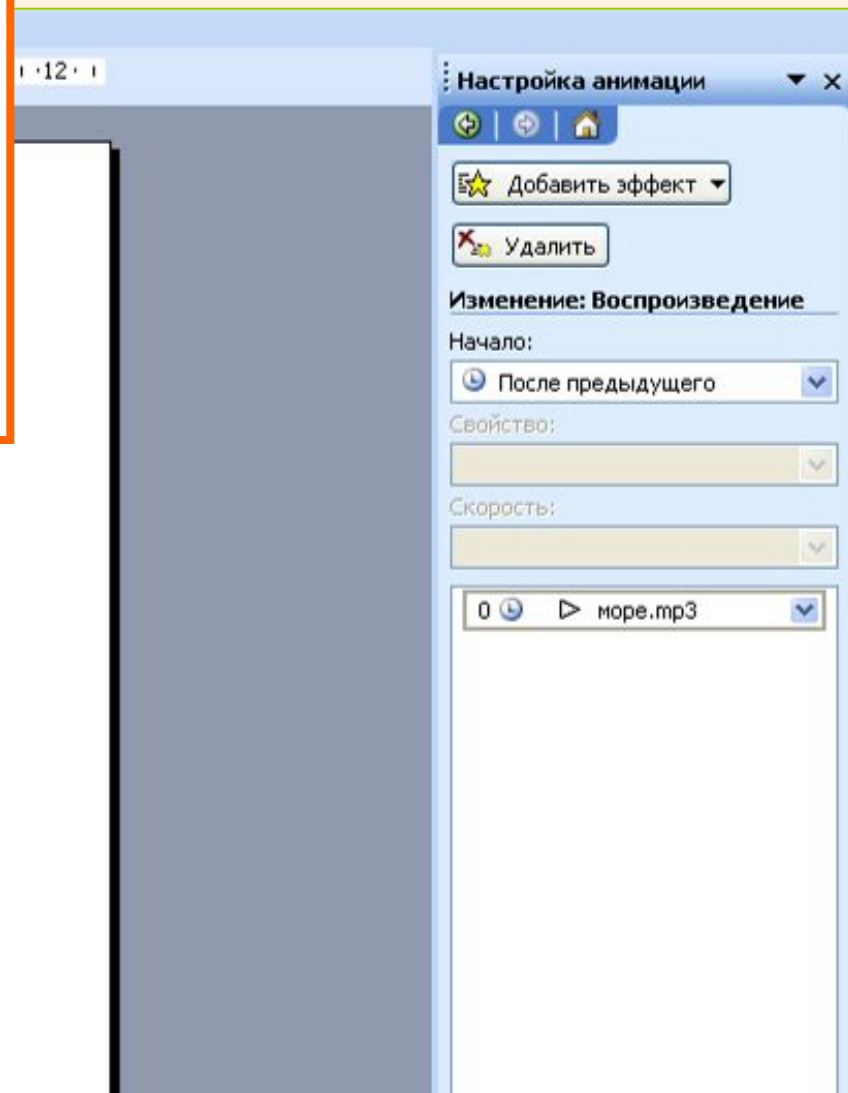 12
Настройка анимации
Добавить эффект
Удалить
Изменение: Воспроизведение
Начало:
После предыдущего
Свойство:
Скорость:
0 море.mp3